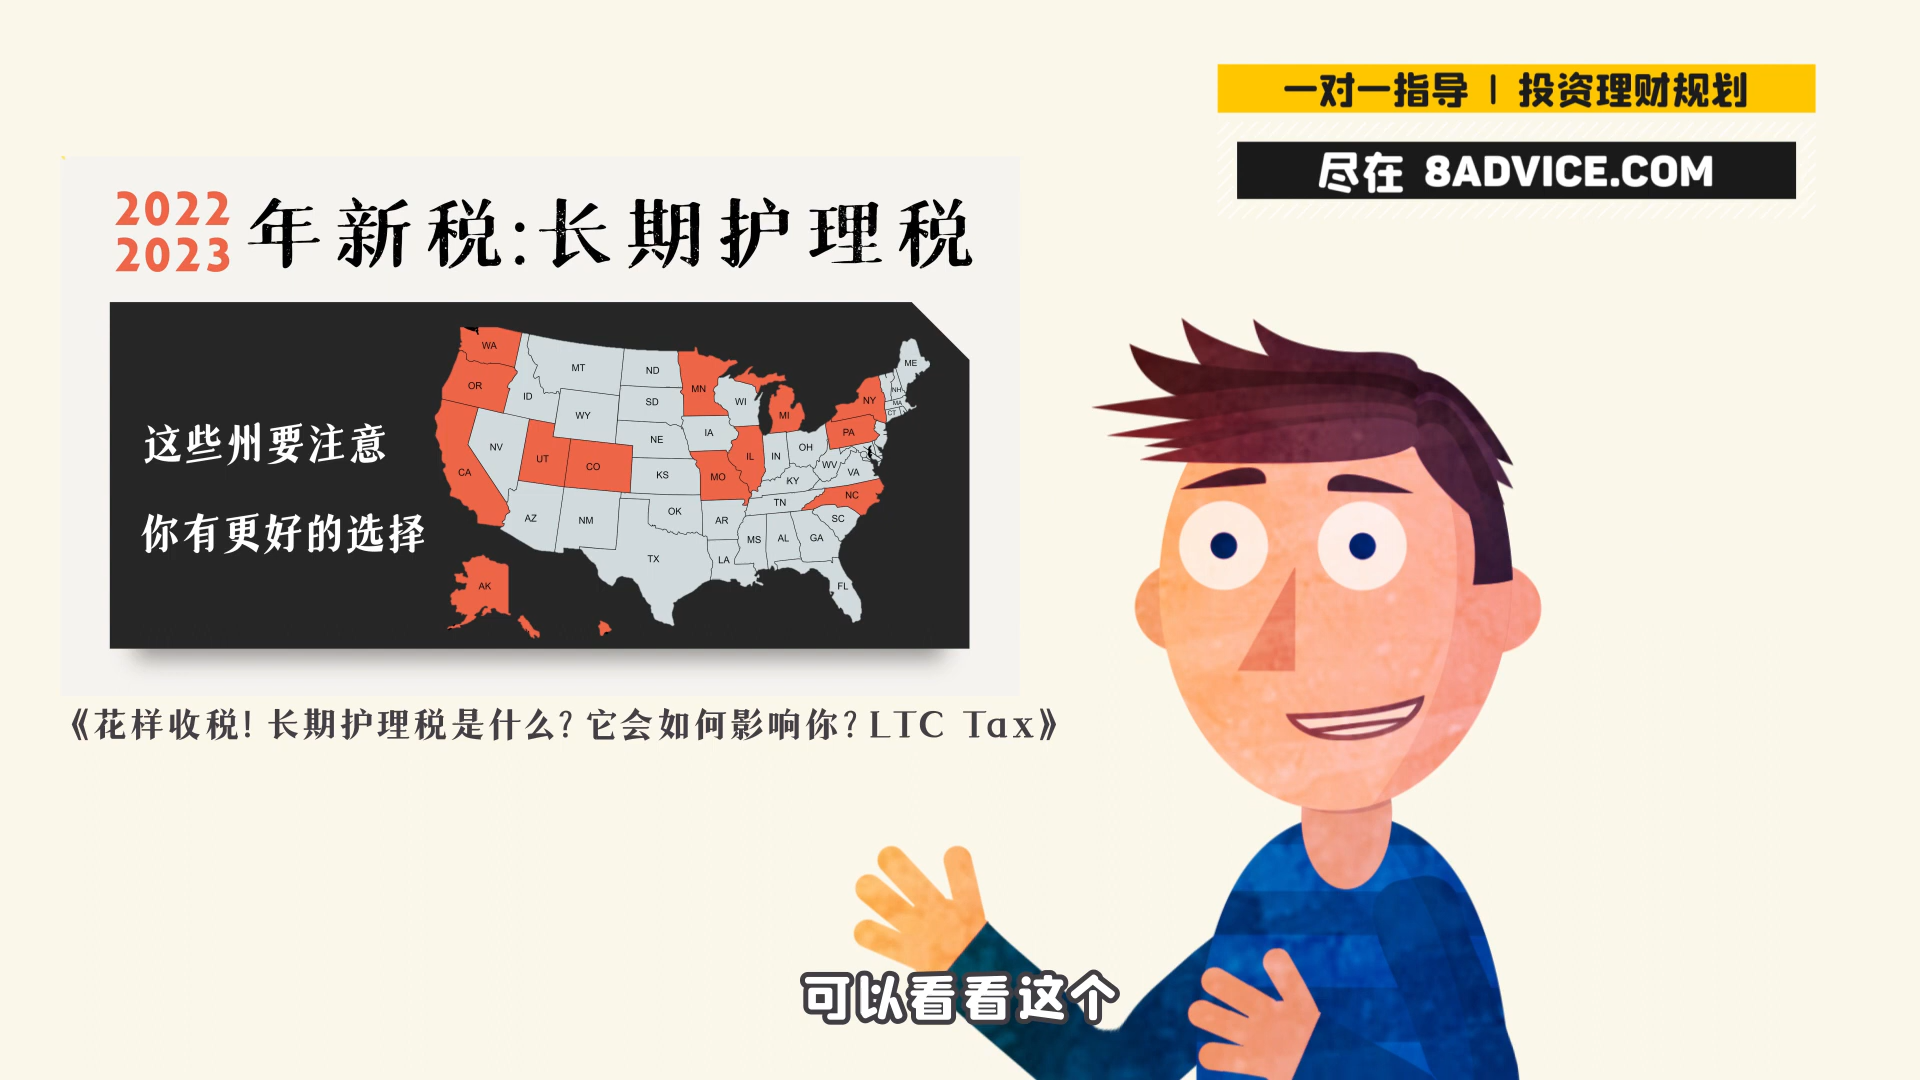 一对一指导 | 投资理财规划
尽在 8ADVICE.COM
2022
2023
年新税:长期护理税
这些州要注意
你有更好的选择
WA
OR
CA
ID
NV
MT
WY
UT
CO
AZ
NM
ND
SD
NE
KS
OK
TX
MN
IA
MO
AR
LA
WI
IL
MI
IN
OH
KY
TN
MS
AL
GA
FL
SC
NC
VA
WV
PA
NY
ME
NH
MA
CT
AK
《花样收税! 长期护理税是什么? 它会如何影响你? LTC Tax》
可以看看这个